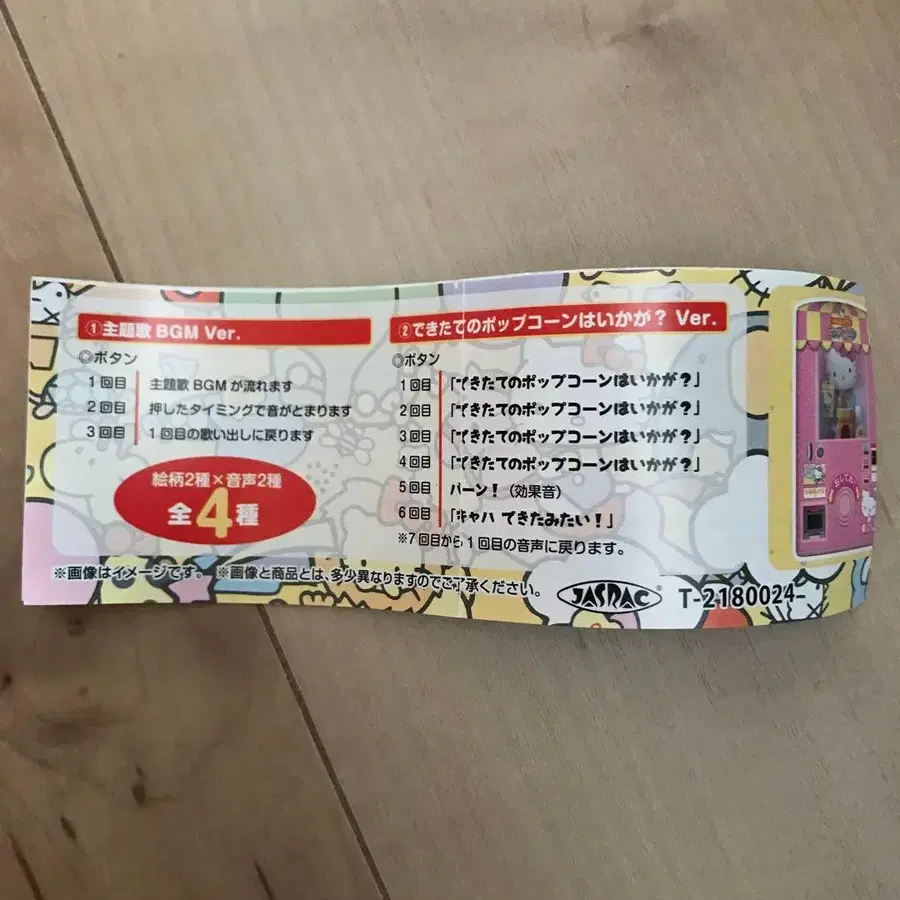 ①主題歌 BGM Ver.
◎ボタン
1回目 主題歌BGMが流れます
2回目 押したタイミングで音がとまります
3回目 1回目の歌い出しに戻ります
絵柄2種×音声2種
全4種
②できたてのポップコーンはいかが？ Ver.
◎ボタン
1回目 「できたてのポップコーンはいかが？」
2回目 「できたてのポップコーンはいかが？」
3回目 「できたてのポップコーンはいかが？」
4回目 「できたてのポップコーンはいかが？」
5回目 パーン！（効果音）
6回目 「キャハ できたみたい！」
※7回目から1回目の音声に戻ります。
※画像はイメージです。 ※画像と商品とは、多少異なりますのでご了承ください。
JASRAC T-2180024-